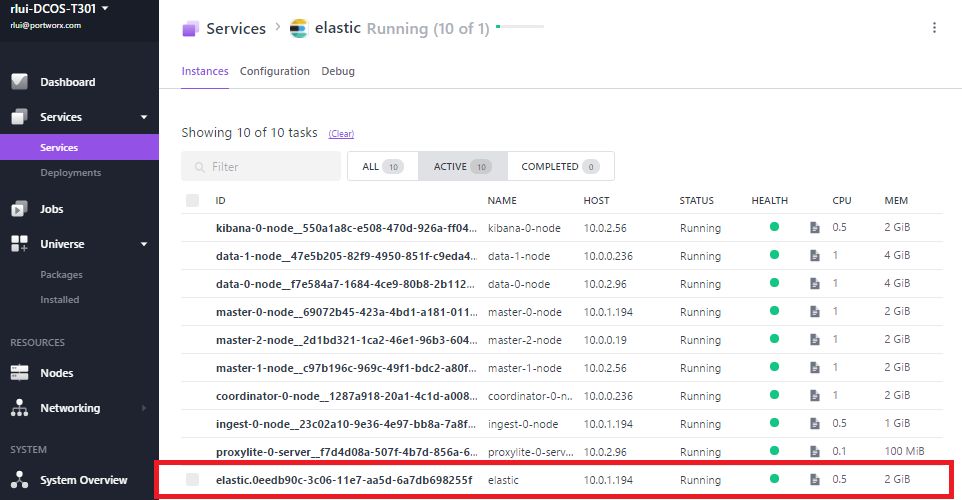 rlui-DCOS-T301
rlui@portworx.com
Dashboard
Services
Services
Deployments
Jobs
Universe
Packages
Installed
RESOURCES
Nodes
Networking
SYSTEM
System Overview
Services > elastic Running (10 of 1)
Instances Configuration Debug
Showing 10 of 10 tasks (Clear)
Filter ALL 10 ACTIVE 10 COMPLETED 0
ID NAME HOST STATUS HEALTH CPU MEM
kibana-0-node__550a1a8c-e508-470d-926a-ff04... kibana-0-node 10.0.2.56 Running 0.5 2 GiB
data-1-node__47e5b205-82f9-4950-851f-c9eda4... data-1-node 10.0.0.236 Running 1 4 GiB
data-0-node__f7e584a7-1684-4ce9-80b8-2b112... data-0-node 10.0.2.96 Running 1 4 GiB
master-0-node__69072b45-423a-4bd1-a181-011... master-0-node 10.0.1.194 Running 1 2 GiB
master-2-node__2d1bd321-1ca2-46e1-96b3-604... master-2-node 10.0.0.19 Running 1 2 GiB
master-1-node__c97b196c-969c-49f1-bdc2-a80f... master-1-node 10.0.2.56 Running 1 2 GiB
coordinator-0-node__1287a918-20a1-4c1d-a008... coordinator-0-n... 10.0.0.236 Running 1 2 GiB
ingest-0-node__23c02a10-9e36-4e97-bb8a-7a8f... ingest-0-node 10.0.1.194 Running 0.5 1 GiB
proxylite-0-server__f7d4d08a-507f-4b7d-856a-6... proxylite-0-serv... 10.0.2.96 Running 0.1 100 MiB
elastic.0eedb90c-3c06-11e7-aa5d-6a7db698255f elastic 10.0.1.194 Running 0.5 2 GiB